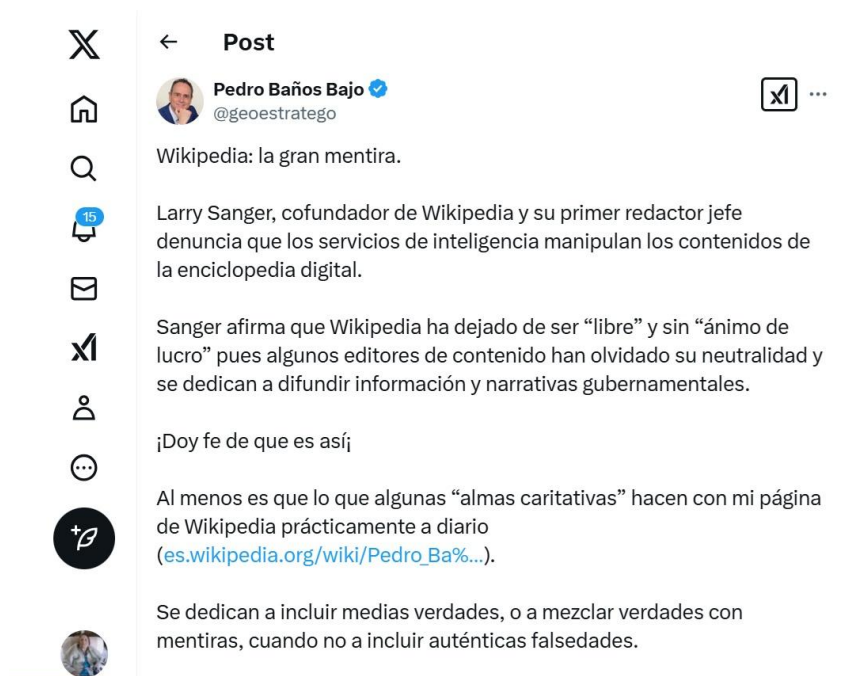 Post
Pedro Baños Bajo
@geoestratego
Wikipedia: la gran mentira.
Larry Sanger, cofundador de Wikipedia y su primer redactor jefe
denuncia que los servicios de inteligencia manipulan los contenidos de
la enciclopedia digital.
Sanger afirma que Wikipedia ha dejado de ser “libre” y sin “ánimo de
lucro” pues algunos editores de contenido han olvidado su neutralidad y
se dedican a difundir información y narrativas gubernamentales.
15
¡Doy fe de que es así¡
Al menos es que lo que algunas “almas caritativas” hacen con mi página
de Wikipedia prácticamente a diario
(es.wikipedia.org/wiki/Pedro_Ba%...).
Se dedican a incluir medias verdades, o a mezclar verdades con
mentiras, cuando no a incluir auténticas falsedades.